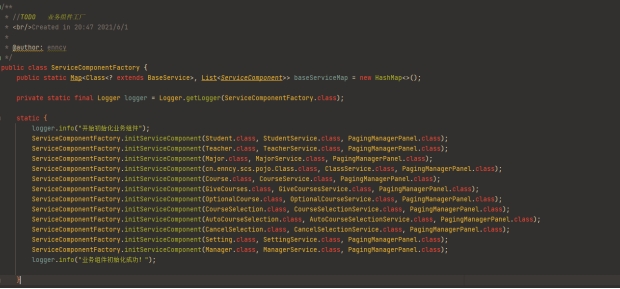 /**
 * //TODO 业务组件工厂
 * <br/>Created in 20:47 2021/6/1
 *
 * @author: enncy
 */
public class ServiceComponentFactory {
public static Map<Class<? extends BaseService>, List<ServiceComponent>> baseServiceMap = new HashMap<>();
private static final Logger logger = Logger.getLogger(ServiceComponentFactory.class);
static {
logger.info("开始初始化业务组件");
ServiceComponentFactory.initServiceComponent(Student.class, StudentService.class, PagingManagerPanel.class);
ServiceComponentFactory.initServiceComponent(Teacher.class, TeacherService.class, PagingManagerPanel.class);
ServiceComponentFactory.initServiceComponent(Major.class, MajorService.class, PagingManagerPanel.class);
ServiceComponentFactory.initServiceComponent(cn.enncy.scs.pojo.Class.class, ClassService.class, PagingManagerPanel.class);
ServiceComponentFactory.initServiceComponent(Course.class, CourseService.class, PagingManagerPanel.class);
ServiceComponentFactory.initServiceComponent(GiveCourses.class, GiveCoursesService.class, PagingManagerPanel.class);
ServiceComponentFactory.initServiceComponent(OptionalCourse.class, OptionalCourseService.class, PagingManagerPanel.class);
ServiceComponentFactory.initServiceComponent(CourseSelection.class, CourseSelectionService.class, PagingManagerPanel.class);
ServiceComponentFactory.initServiceComponent(AutoCourseSelection.class, AutoCourseSelectionService.class, PagingManagerPanel.class);
ServiceComponentFactory.initServiceComponent(CancelSelection.class, CancelSelectionService.class, PagingManagerPanel.class);
ServiceComponentFactory.initServiceComponent(Setting.class, SettingService.class, PagingManagerPanel.class);
ServiceComponentFactory.initServiceComponent(Manager.class, ManagerService.class, PagingManagerPanel.class);
logger.info("业务组件初始化成功! ");
}